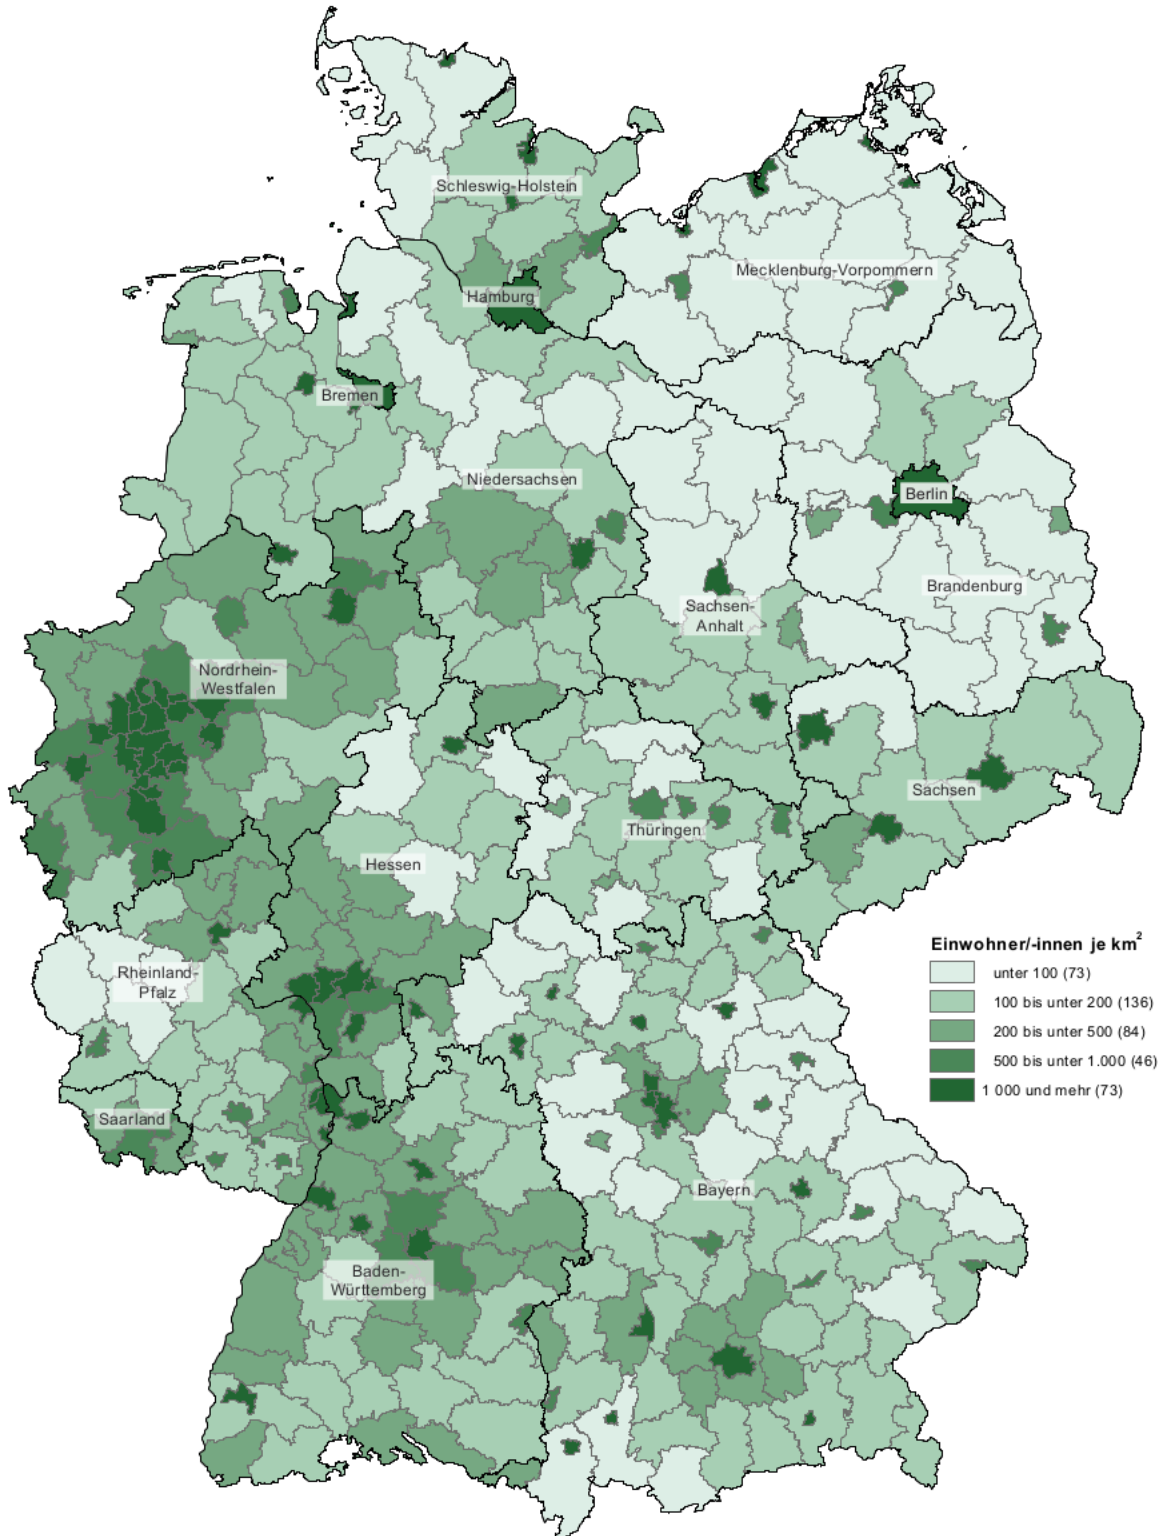 Schleswig-Holstein
Mecklenburg-Vorpommern
Hamburg
Bremen
Niedersachsen
Berlin
Brandenburg
Sachsen-
Anhalt
Nordrhein-
Westfalen
Sachsen
Thüringen
Hessen
Rheinland-
Pfalz
Saarland
Bayern
Baden-
Württemberg
Einwohner/-innen je km²
unter 100 (73)
100 bis unter 200 (136)
200 bis unter 500 (84)
500 bis unter 1.000 (46)
1 000 und mehr (73)